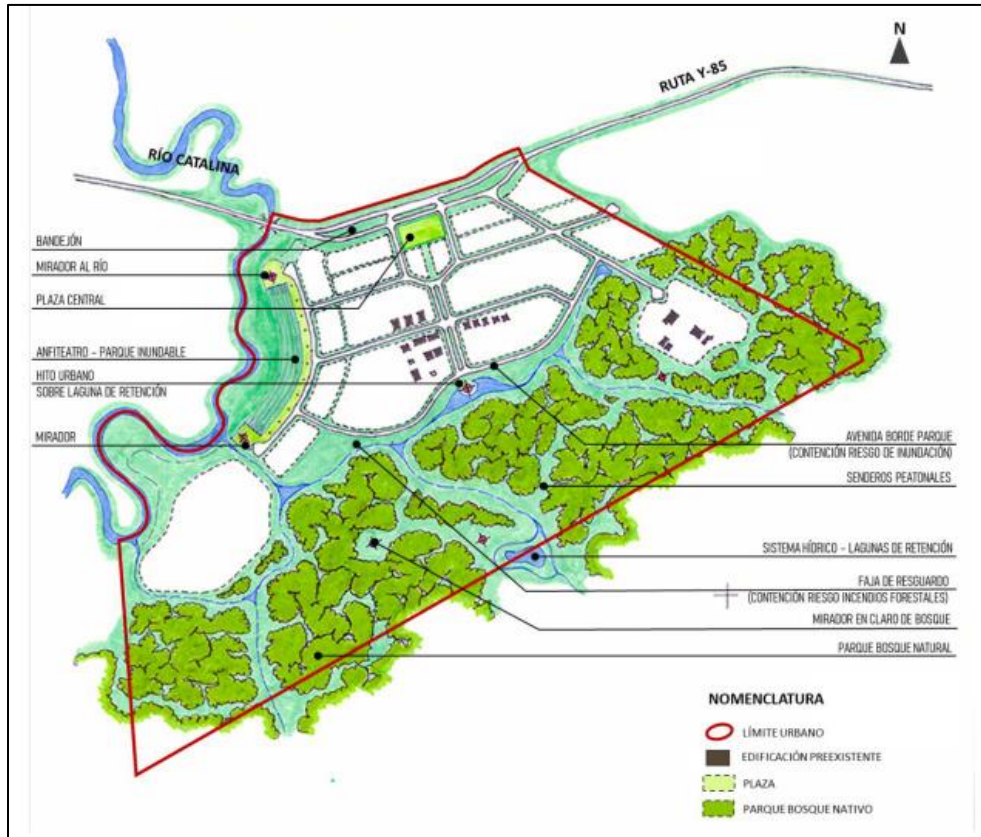 N
RUTA Y-85
RÍO CATALINA
BANDEJÓN
MIRADOR AL RÍO
PLAZA CENTRAL
ANFITEATRO - PARQUE INUNDABLE
HITO URBANO
SOBRE LAGUNA DE RETENCIÓN
MIRADOR
AVENIDA BORDE PARQUE
(CONTENCIÓN RIESGO DE INUNDACIÓN)
SENDEROS PEATONALES
SISTEMA HÍDRICO - LAGUNAS DE RETENCIÓN
FAJA DE RESGUARDO
(CONTENCIÓN RIESGO INCENDIOS FORESTALES)
MIRADOR EN CLARO DE BOSQUE
PARQUE BOSQUE NATURAL
NOMENCLATURA
LÍMITE URBANO
EDIFICACIÓN PREEXISTENTE
PLAZA
PARQUE BOSQUE NATIVO